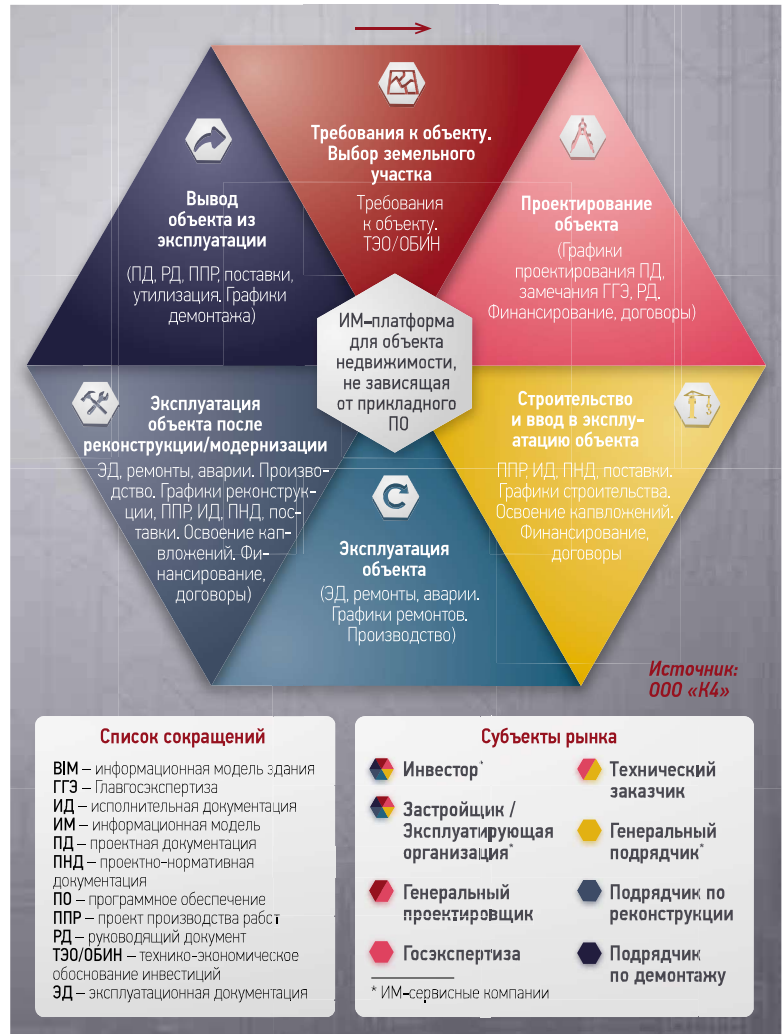 Требования к объекту.
Выбор земельного
участка
Требования
к объекту.
ТЭО/ОБИН
Проектирование
объекта
(Графики
проектирования ПД,
замечания ГГЭ, РД.
Финансирование, договоры)
Строительство
и ввод в эксплу-
атацию объекта
ППР, ИД, ПНД, поставки.
Графики строительства.
Освоение капвложений.
Финансирование,
договоры
Эксплуатация
объекта
(ЭД, ремонты, аварии.
Графики ремонтов.
Производство)
Эксплуатация
объекта после
реконструкции/модернизации
ЭД, ремонты, аварии. Произво-
дство. Графики реконструк-
ции, ППР, ИД, ПНД, пос-
тавки. Освоение кап-
вложений. Фи-
нансирование,
договоры)
Вывод
объекта из
эксплуатации
(ПД, РД, ППР, поставки,
утилизация. Графики
демонтажа)
ИМ-платформа
для объекта
недвижимости,
не зависящая
от прикладного
ПО
Источник:
ООО «К4»
Список сокращений
BIM – информационная модель здания
ГГЭ – Главгосэкспертиза
ИД – исполнительная документация
ИМ – информационная модель
ПД – проектная документация
ПНД – проектно-нормативная
документация
ПО – программное обеспечение
ППР – проект производства работ
РД – руководящий документ
ТЭО/ОБИН – технико-экономическое
обоснование инвестиций
ЭД – эксплуатационная документация
Субъекты рынка
Инвестор*
Застройщик /
Эксплуатирующая
организация*
Генеральный
проектировщик
Госэкспертиза
Технический
заказчик
Генеральный
подрядчик*
Подрядчик по
реконструкции
Подрядчик
по демонтажу
* ИМ-сервисные компании